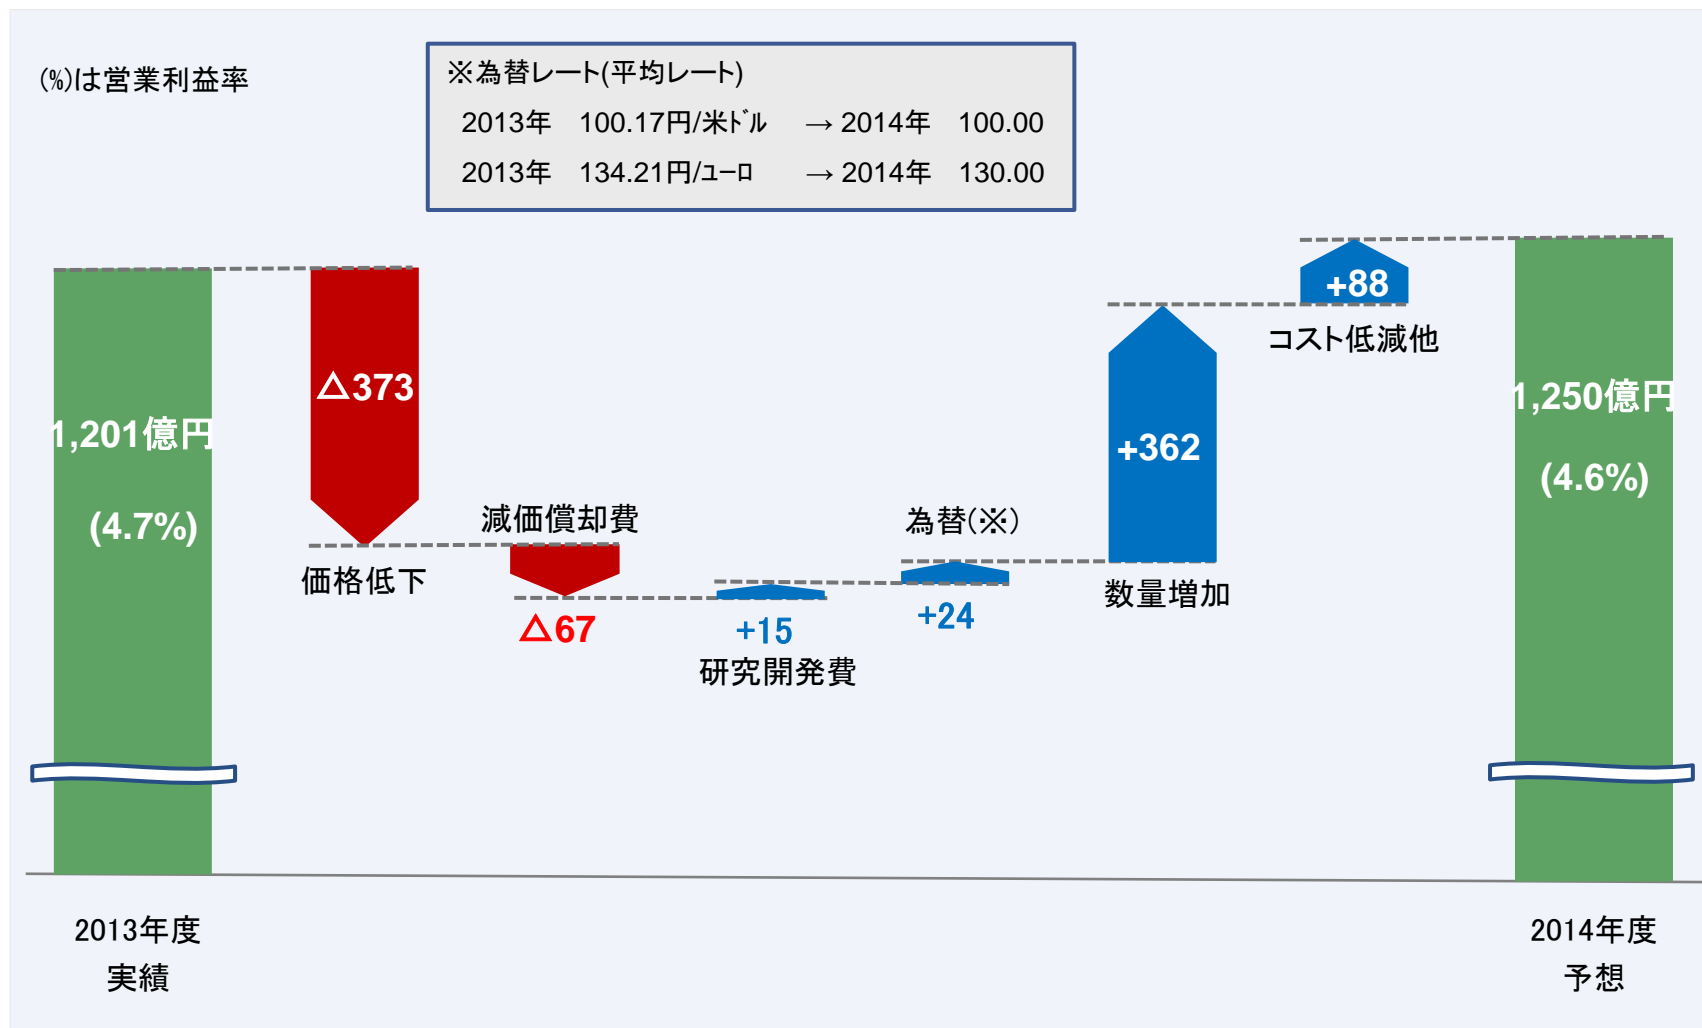 (%)は営業利益率
※為替レート(平均レート)
2013年 100.17円/米ﾄﾞﾙ → 2014年 100.00
2013年 134.21円/ﾕｰﾛ → 2014年 130.00
1,201億円
(4.7%)
△373
価格低下
減価償却費
△67
+15
研究開発費
為替(※)
+24
+362
数量増加
+88
コスト低減他
1,250億円
(4.6%)
2013年度
実績
2014年度
予想